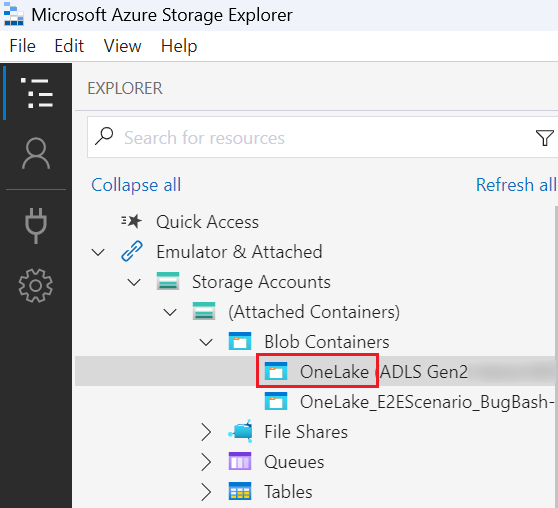 Microsoft Azure Storage Explorer
File Edit View Help
EXPLORER
Search for resources
Collapse all Refresh all
Quick Access
Emulator & Attached
Storage Accounts
(Attached Containers)
Blob Containers
OneLake (ADLS Gen2
OneLake_E2EScenario_BugBash-
File Shares
Queues
Tables